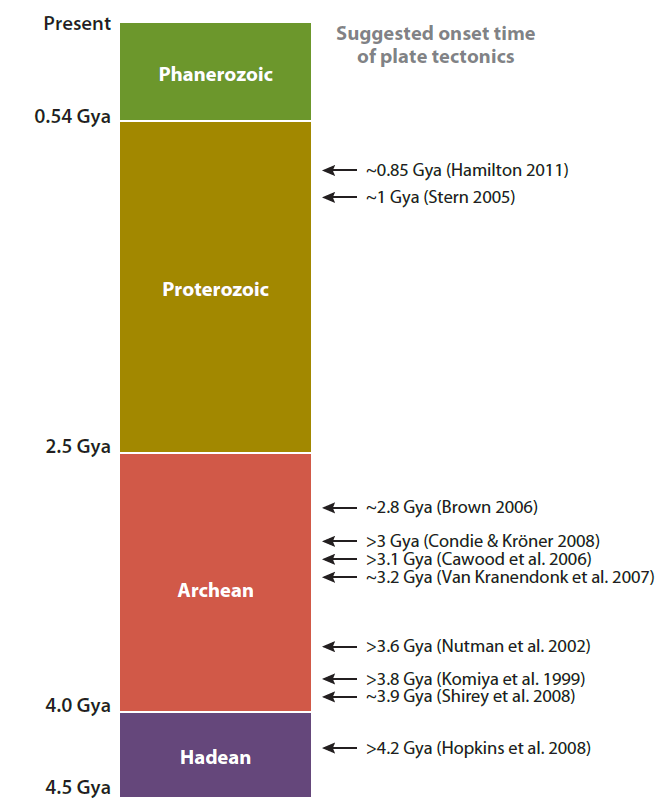 Present
Suggested onset time
of plate tectonics
Phanerozoic
0.54 Gya
~0.85 Gya (Hamilton 2011)
~1 Gya (Stern 2005)
Proterozoic
2.5 Gya
~2.8 Gya (Brown 2006)
>3 Gya (Condie & Kröner 2008)
>3.1 Gya (Cawood et al. 2006)
~3.2 Gya (Van Kranendonk et al. 2007)
Archean
>3.6 Gya (Nutman et al. 2002)
>3.8 Gya (Komiya et al. 1999)
~3.9 Gya (Shirey et al. 2008)
4.0 Gya
>4.2 Gya (Hopkins et al. 2008)
Hadean
4.5 Gya